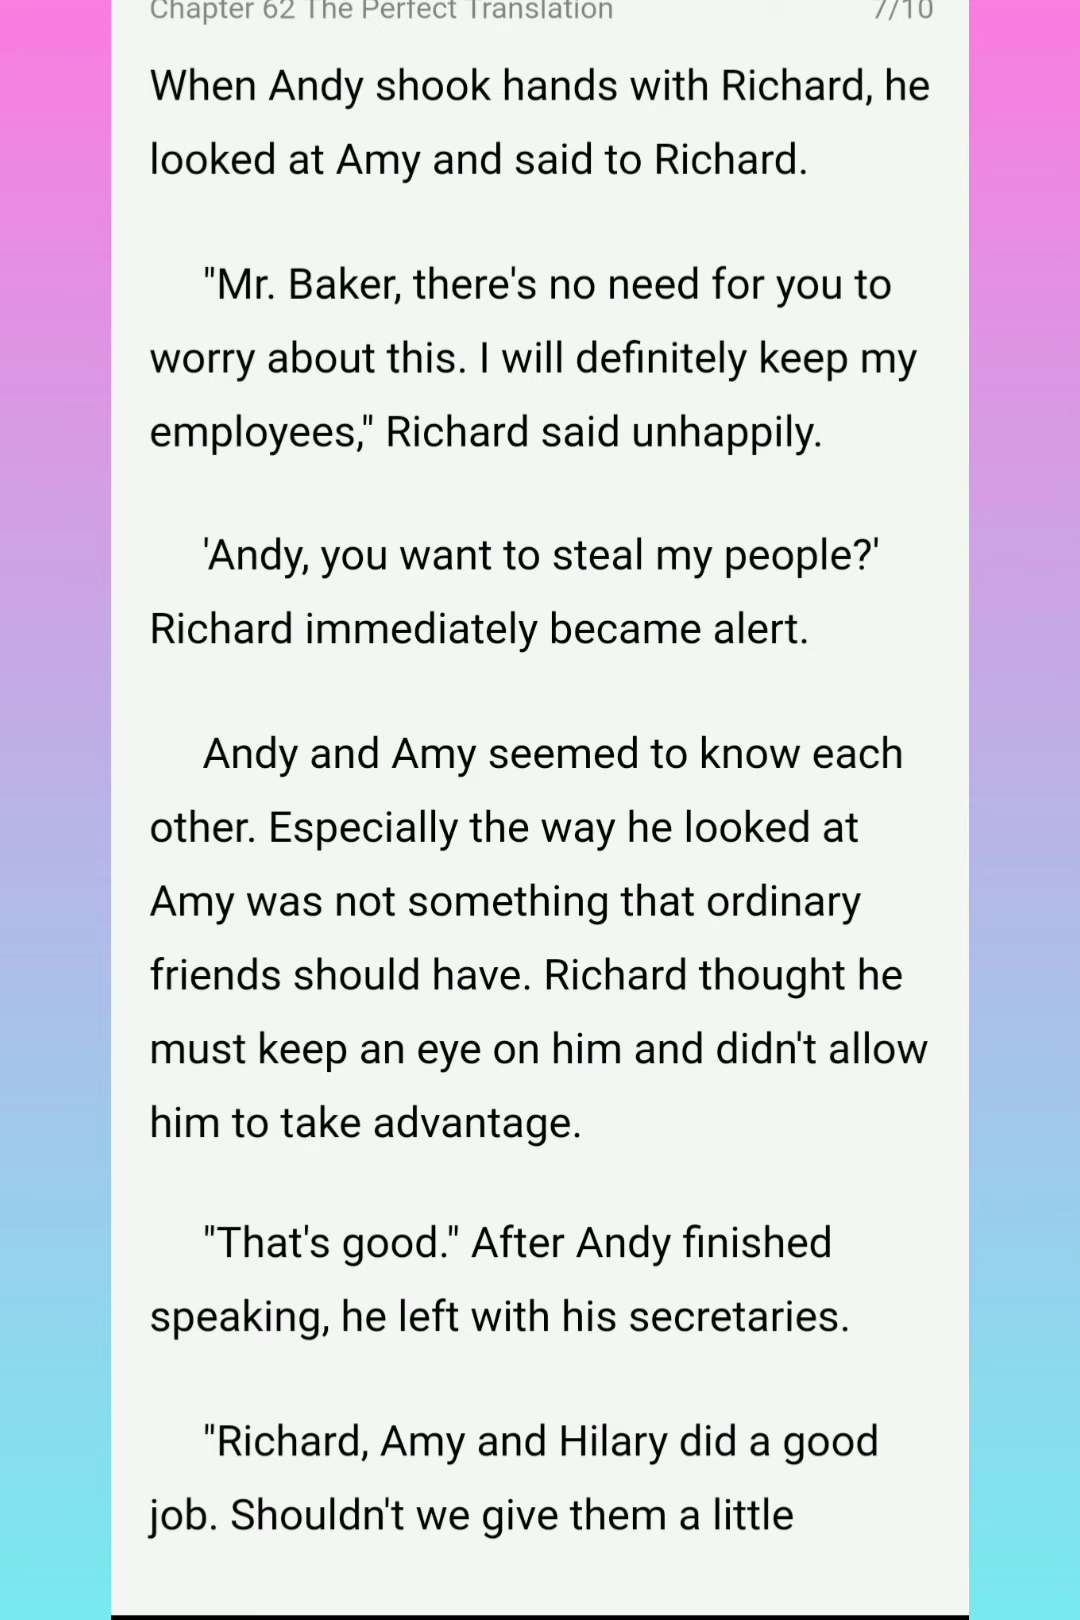 Chapter 62 The Perfect Translation 7/10
When Andy shook hands with Richard, he
looked at Amy and said to Richard.
"Mr. Baker, there's no need for you to
worry about this. I will definitely keep my
employees," Richard said unhappily.
'Andy, you want to steal my people?'
Richard immediately became alert.
Andy and Amy seemed to know each
other. Especially the way he looked at
Amy was not something that ordinary
friends should have. Richard thought he
must keep an eye on him and didn't allow
him to take advantage.
"That's good." After Andy finished
speaking, he left with his secretaries.
"Richard, Amy and Hilary did a good
job. Shouldn't we give them a little